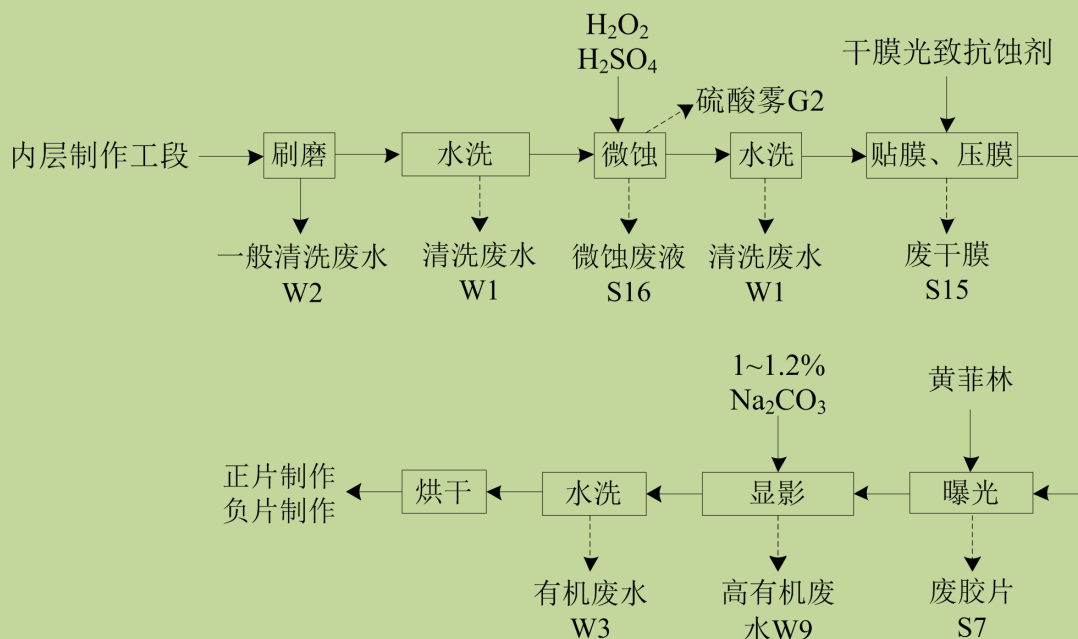 H₂O₂
H₂SO₄
干膜光致抗蚀剂
硫酸雾G2
内层制作工段
刷磨
水洗
微蚀
水洗
贴膜、压膜
一般清洗废水
W2
清洗废水
W1
微蚀废液
S16
清洗废水
W1
废干膜
S15
1~1.2%
Na₂CO₃
黄菲林
正片制作
负片制作
烘干
水洗
显影
曝光
有机废水
W3
高有机废
水W9
废胶片
S7